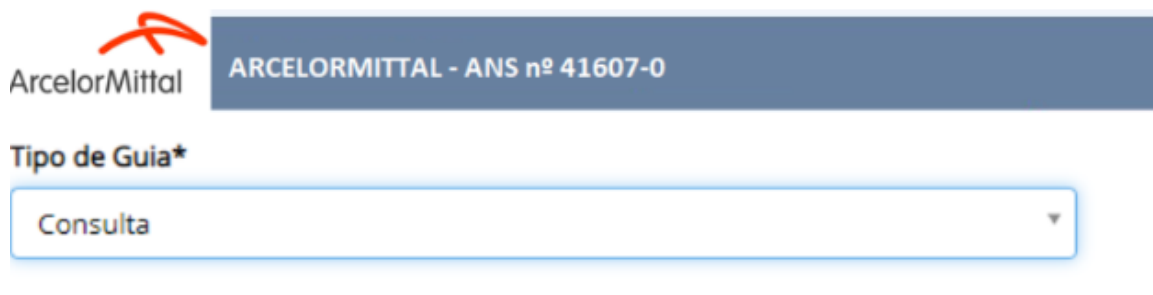 ArcelorMittal
ARCELORMITTAL - ANS nº 41607-0
Tipo de Guia*
Consulta